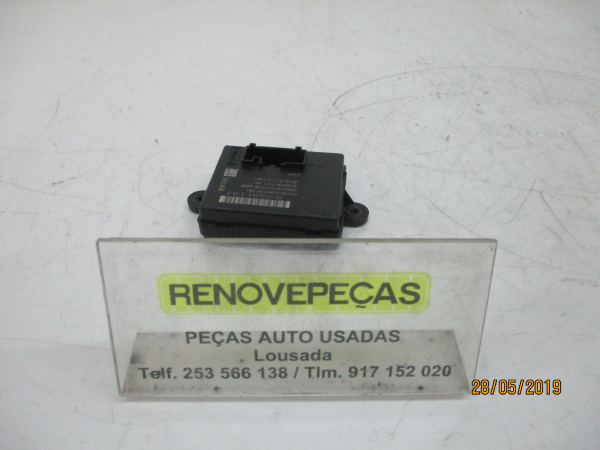 RENOVEPEÇAS
PEÇAS AUTO USADAS
Lousada
Telf. 253 566 138 / Tlm. 917 152 020
28/05/2019